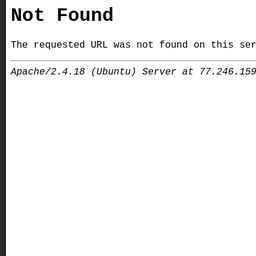 Not Found
The requested URL was not found on this ser
Apache/2.4.18 (Ubuntu) Server at 77.246.159